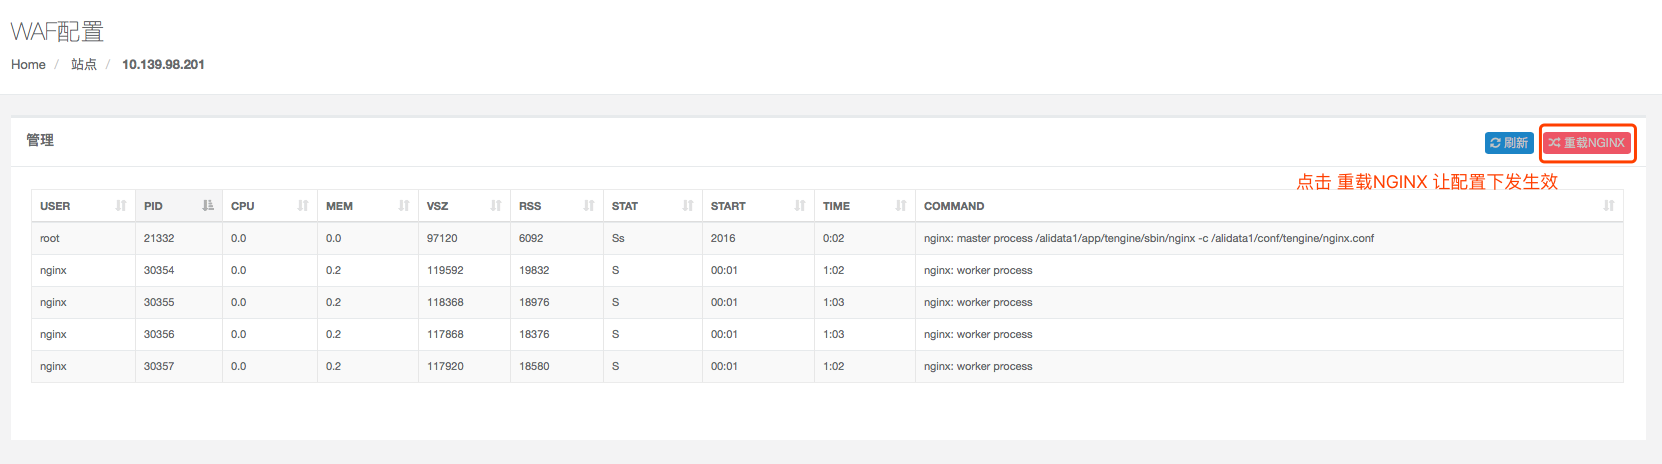 WAF配置
Home / 站点 / 10.139.98.201
管理 刷新 重载NGINX
点击 重载NGINX 让配置下发生效
USER PID CPU MEM VSZ RSS STAT START TIME COMMAND
root 21332 0.0 0.0 97120 6092 Ss 2016 0:02 nginx: master process /alidata1/app/tengine/sbin/nginx -c /alidata1/conf/tengine/nginx.conf
nginx 30354 0.0 0.2 119592 19832 S 00:01 1:02 nginx: worker process
nginx 30355 0.0 0.2 118368 18976 S 00:01 1:03 nginx: worker process
nginx 30356 0.0 0.2 117868 18376 S 00:01 1:03 nginx: worker process
nginx 30357 0.0 0.2 117920 18580 S 00:01 1:02 nginx: worker process